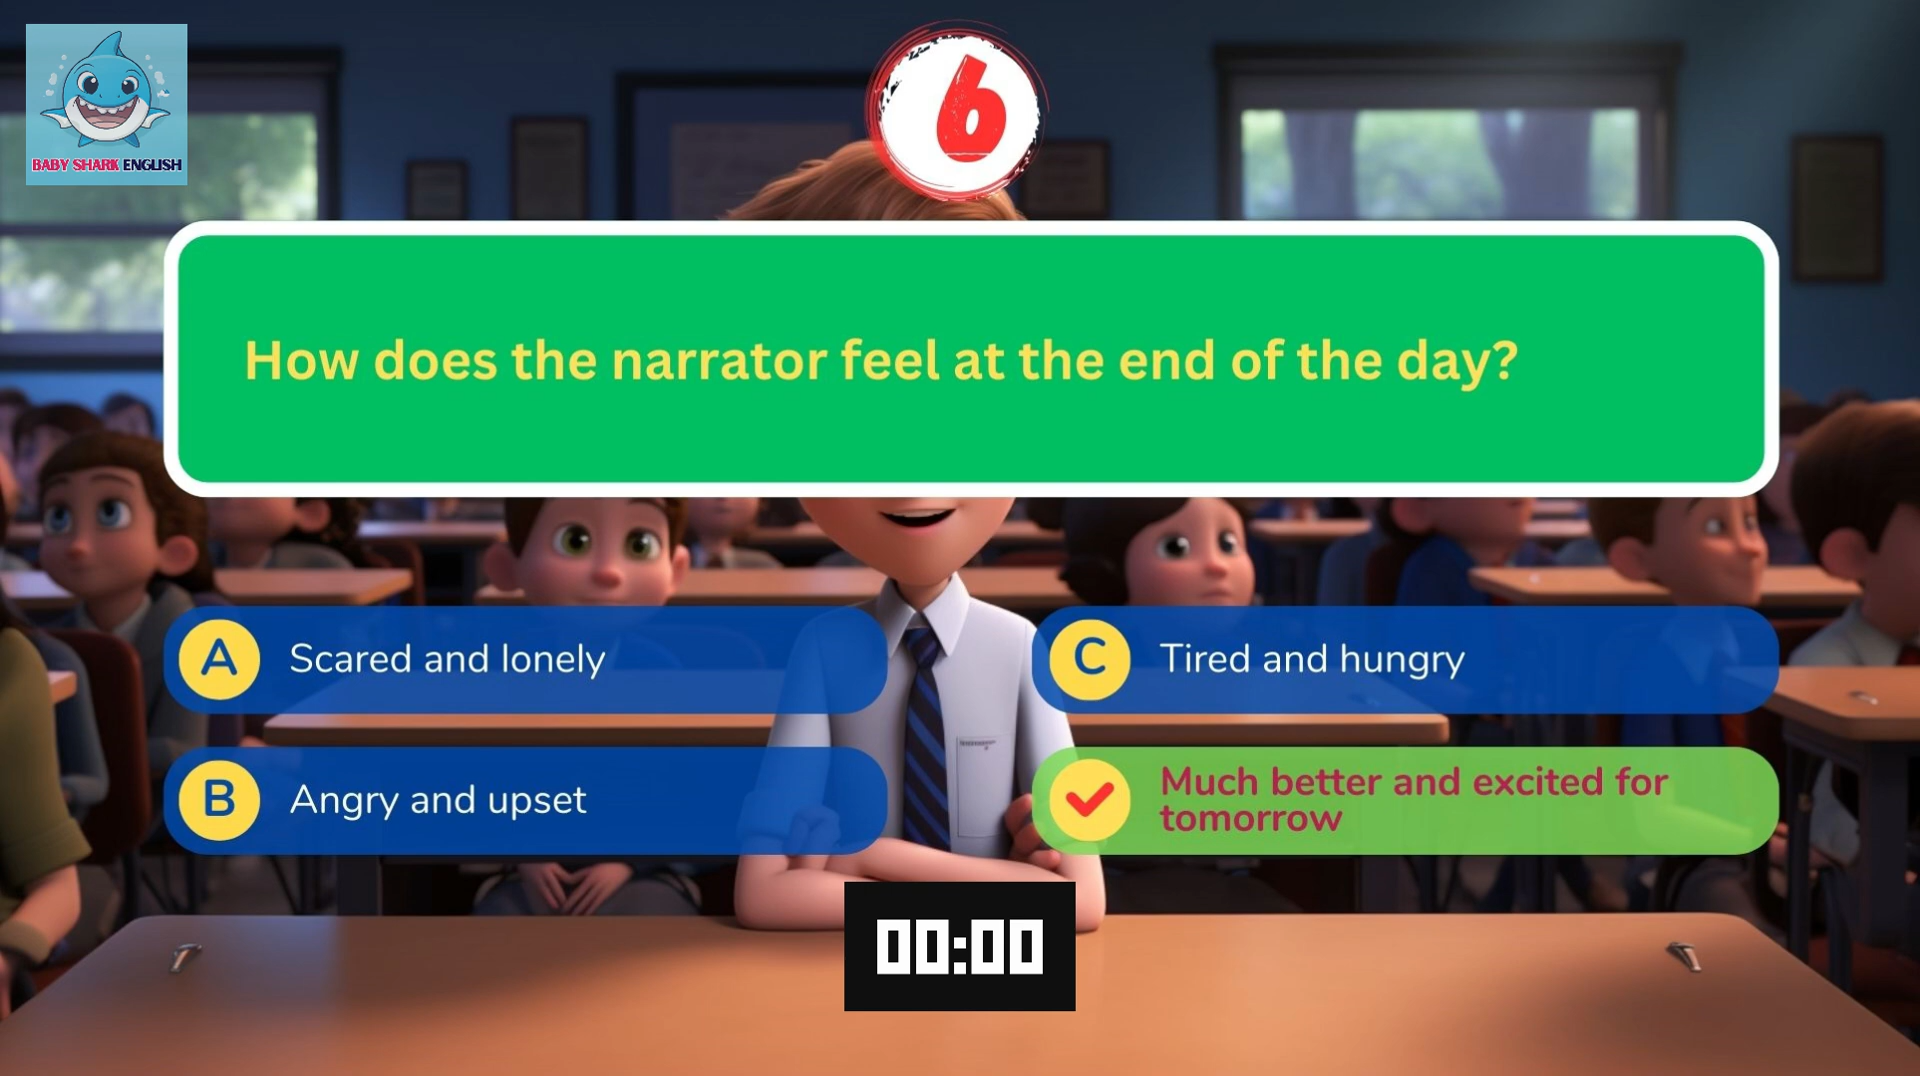 BABY SHARK ENGLISH
6
How does the narrator feel at the end of the day?
A Scared and lonely
B Angry and upset
C Tired and hungry
Much better and excited for
tomorrow
00:00